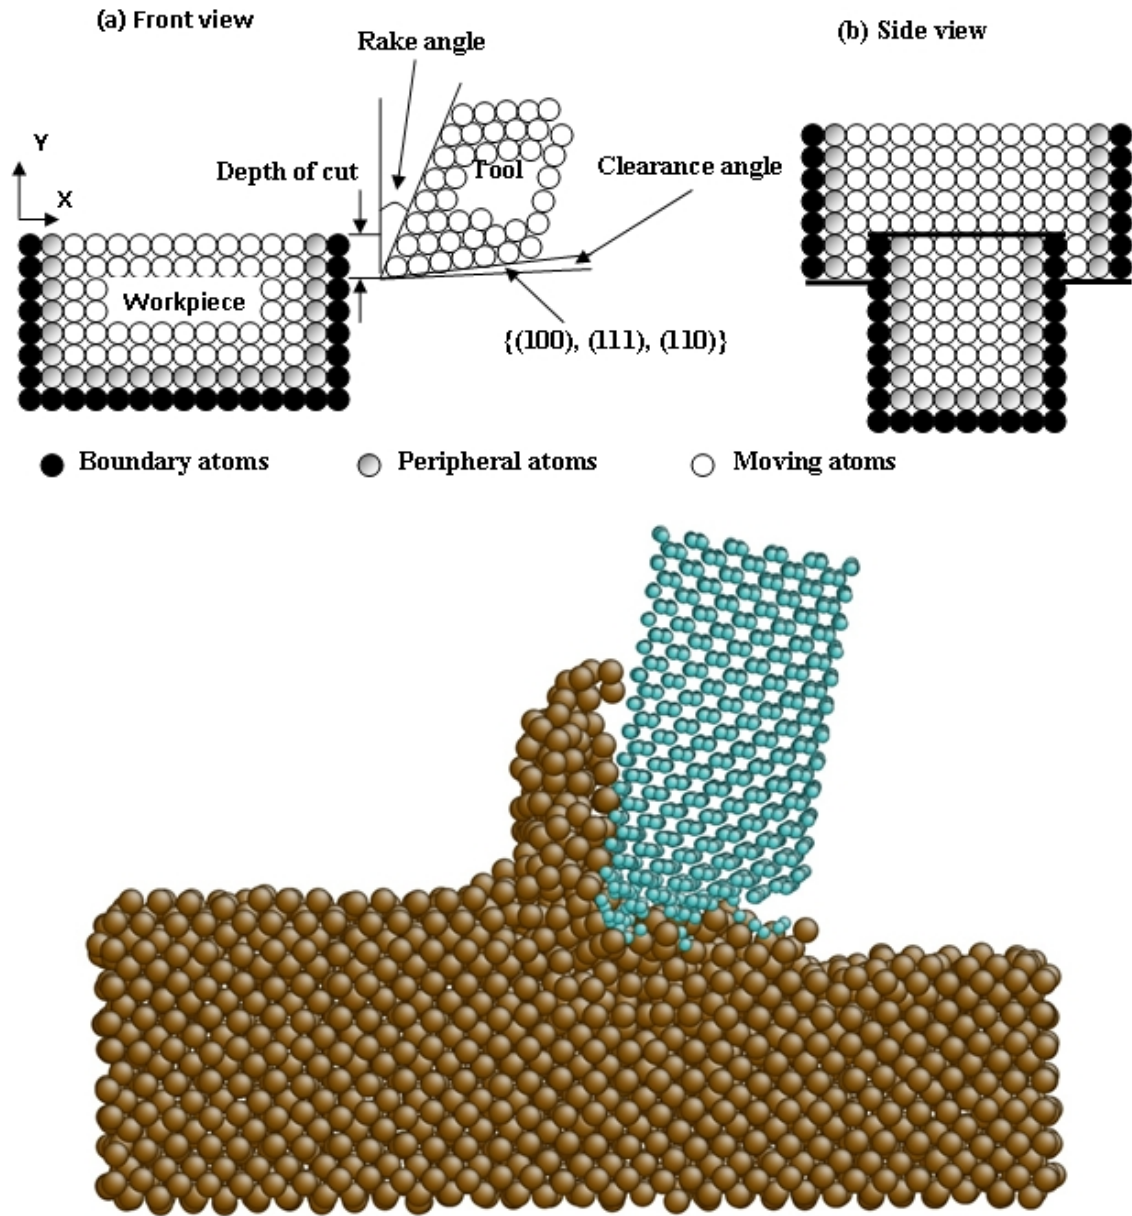 (a) Front view
Rake angle
(b) Side view
Y
X
Depth of cut
Tool
Clearance angle
Workpiece
{(100), (111), (110)}
Boundary atoms
Peripheral atoms
Moving atoms